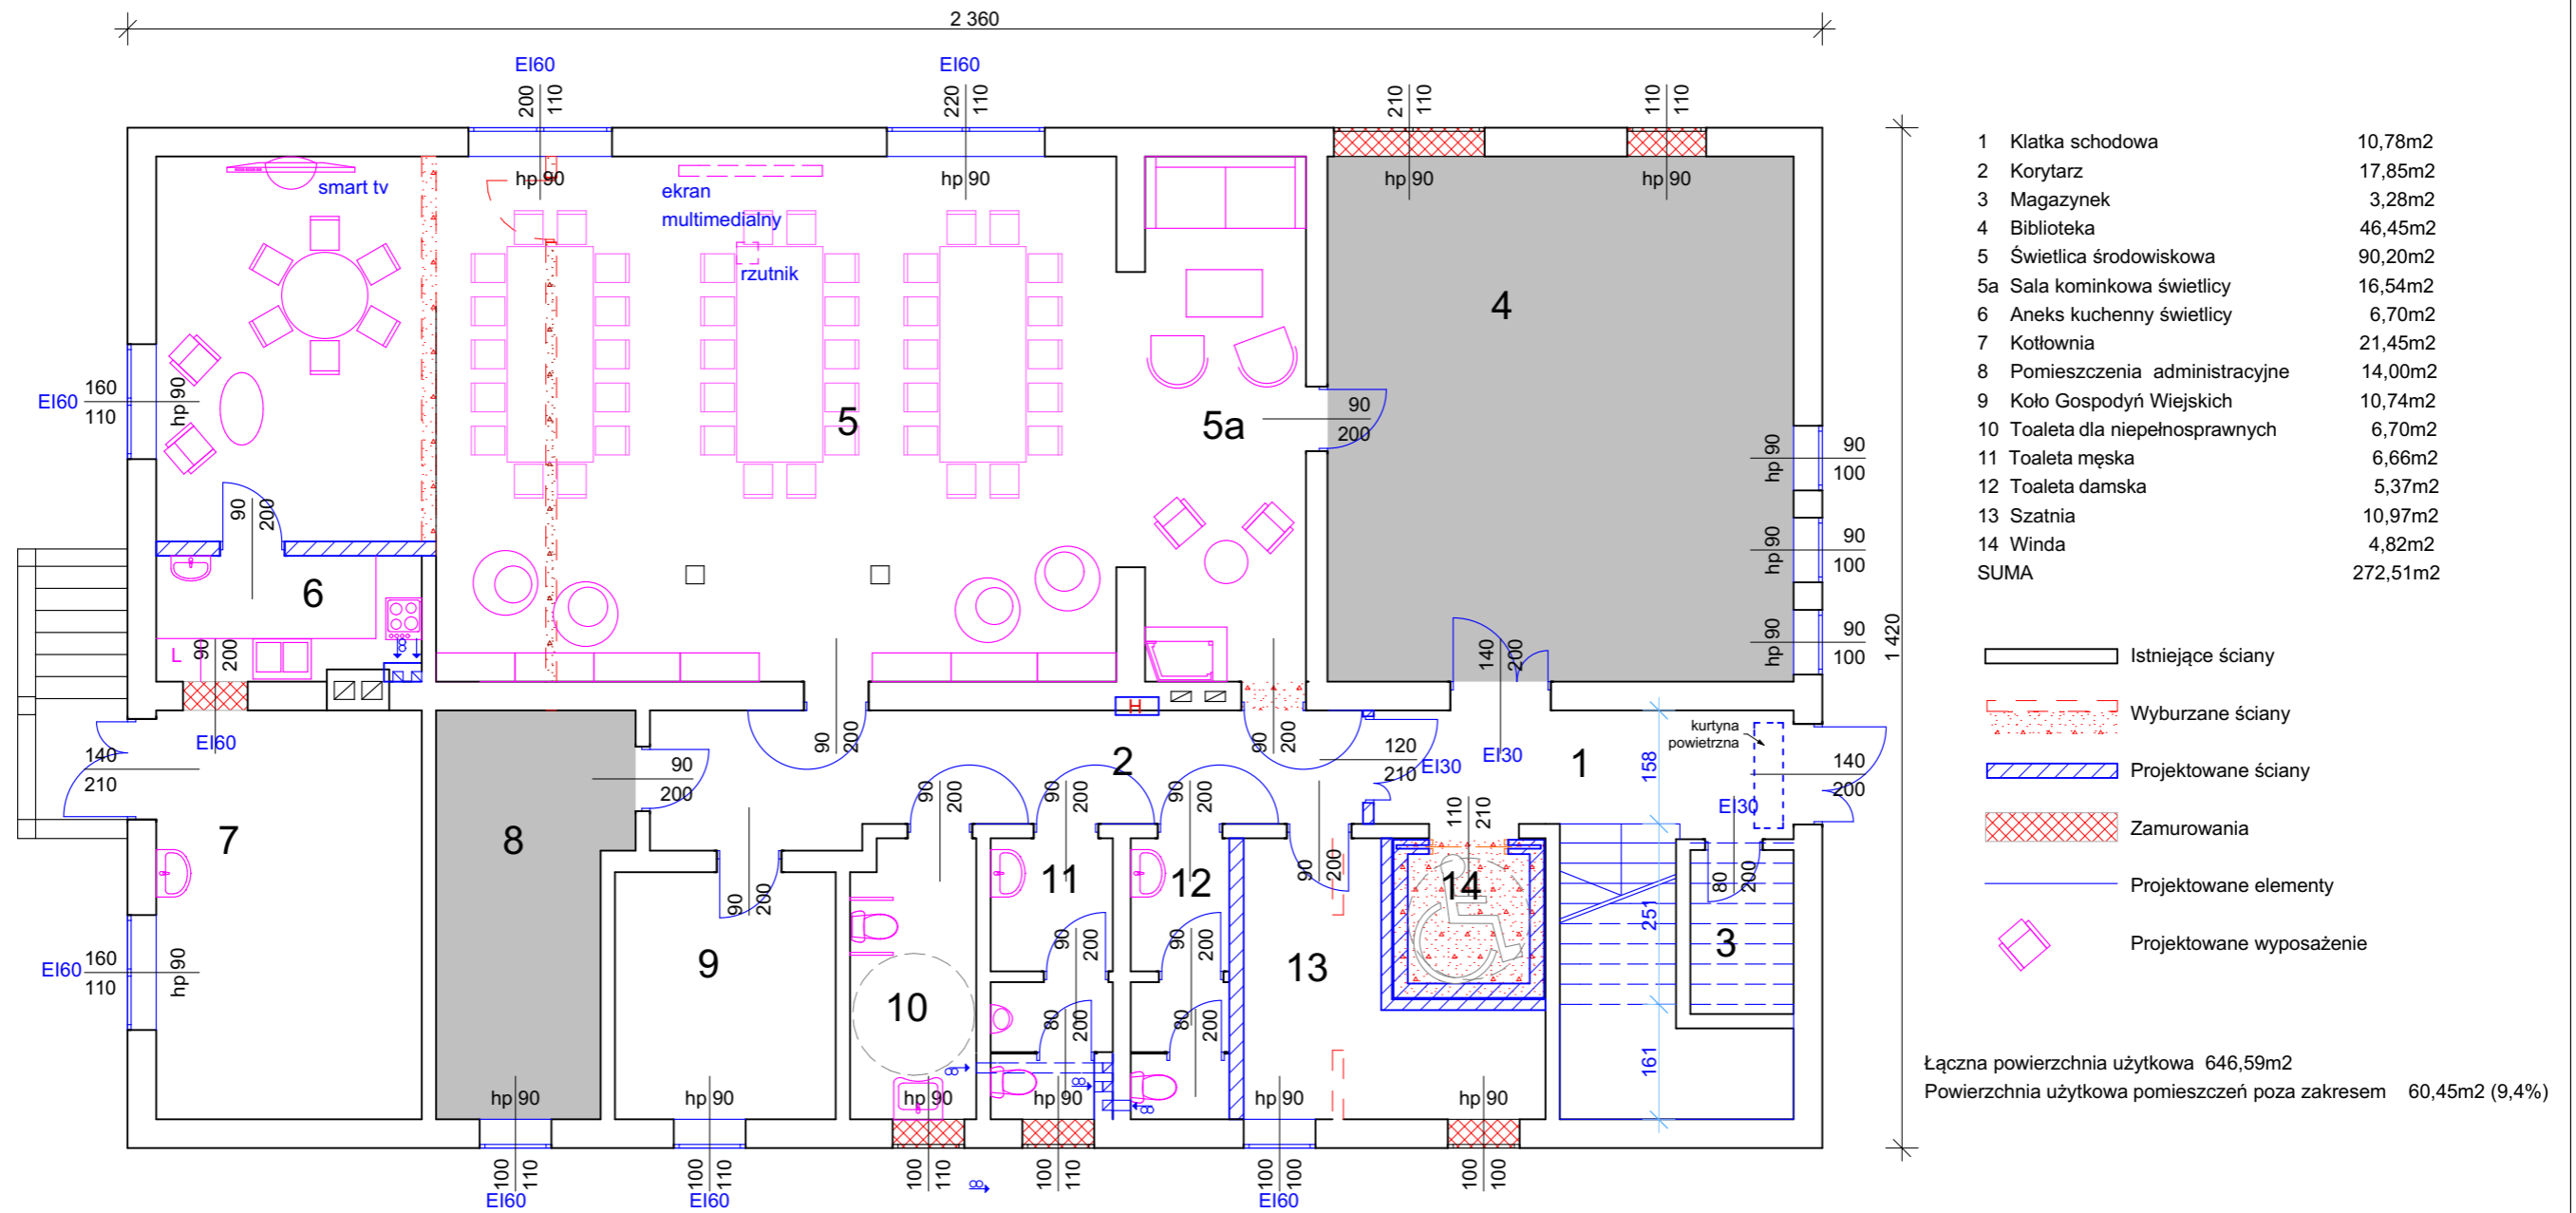 2 360
EI60
EI60
200
110
220
110
210
110
110
110
smart tv
hp 90
ekran
multimedialny
rzutnik
hp 90
hp 90
hp 90
4
5
5a
EI60
160
110
hp 90
90
200
90
200
hp 90
90
100
hp 90
90
100
hp 90
90
100
1 420
6
L
90
200
∞
EI60
140
210
90
200
H
90
200
140
200
2
120
210
EI30
EI30
1
158
kurtyna
powietrzna
140
200
EI30
7
8
90
200
90
200
90
200
90
200
90
200
110
210
80
200
9
90
200
10
11
12
13
14
251
3
EI60
160
110
hp 90
90
200
90
200
80
200
80
200
161
∞
∞
∞
hp 90
hp 90
hp 90
hp 90
hp 90
hp 90
100
110
EI60
100
110
EI60
100
110
∞
100
110
100
100
EI60
100
100
1 Klatka schodowa 10,78m2
2 Korytarz 17,85m2
3 Magazynek 3,28m2
4 Biblioteka 46,45m2
5 Świetlica środowiskowa 90,20m2
5a Sala kominkowa świetlicy 16,54m2
6 Aneks kuchenny świetlicy 6,70m2
7 Kotłownia 21,45m2
8 Pomieszczenia administracyjne 14,00m2
9 Koło Gospodyń Wiejskich 10,74m2
10 Toaleta dla niepełnosprawnych 6,70m2
11 Toaleta męska 6,66m2
12 Toaleta damska 5,37m2
13 Szatnia 10,97m2
14 Winda 4,82m2
SUMA 272,51m2
Istniejące ściany
Wyburzane ściany
Projektowane ściany
Zamurowania
Projektowane elementy
Projektowane wyposażenie
Łączna powierzchnia użytkowa 646,59m2
Powierzchnia użytkowa pomieszczeń poza zakresem 60,45m2 (9,4%)